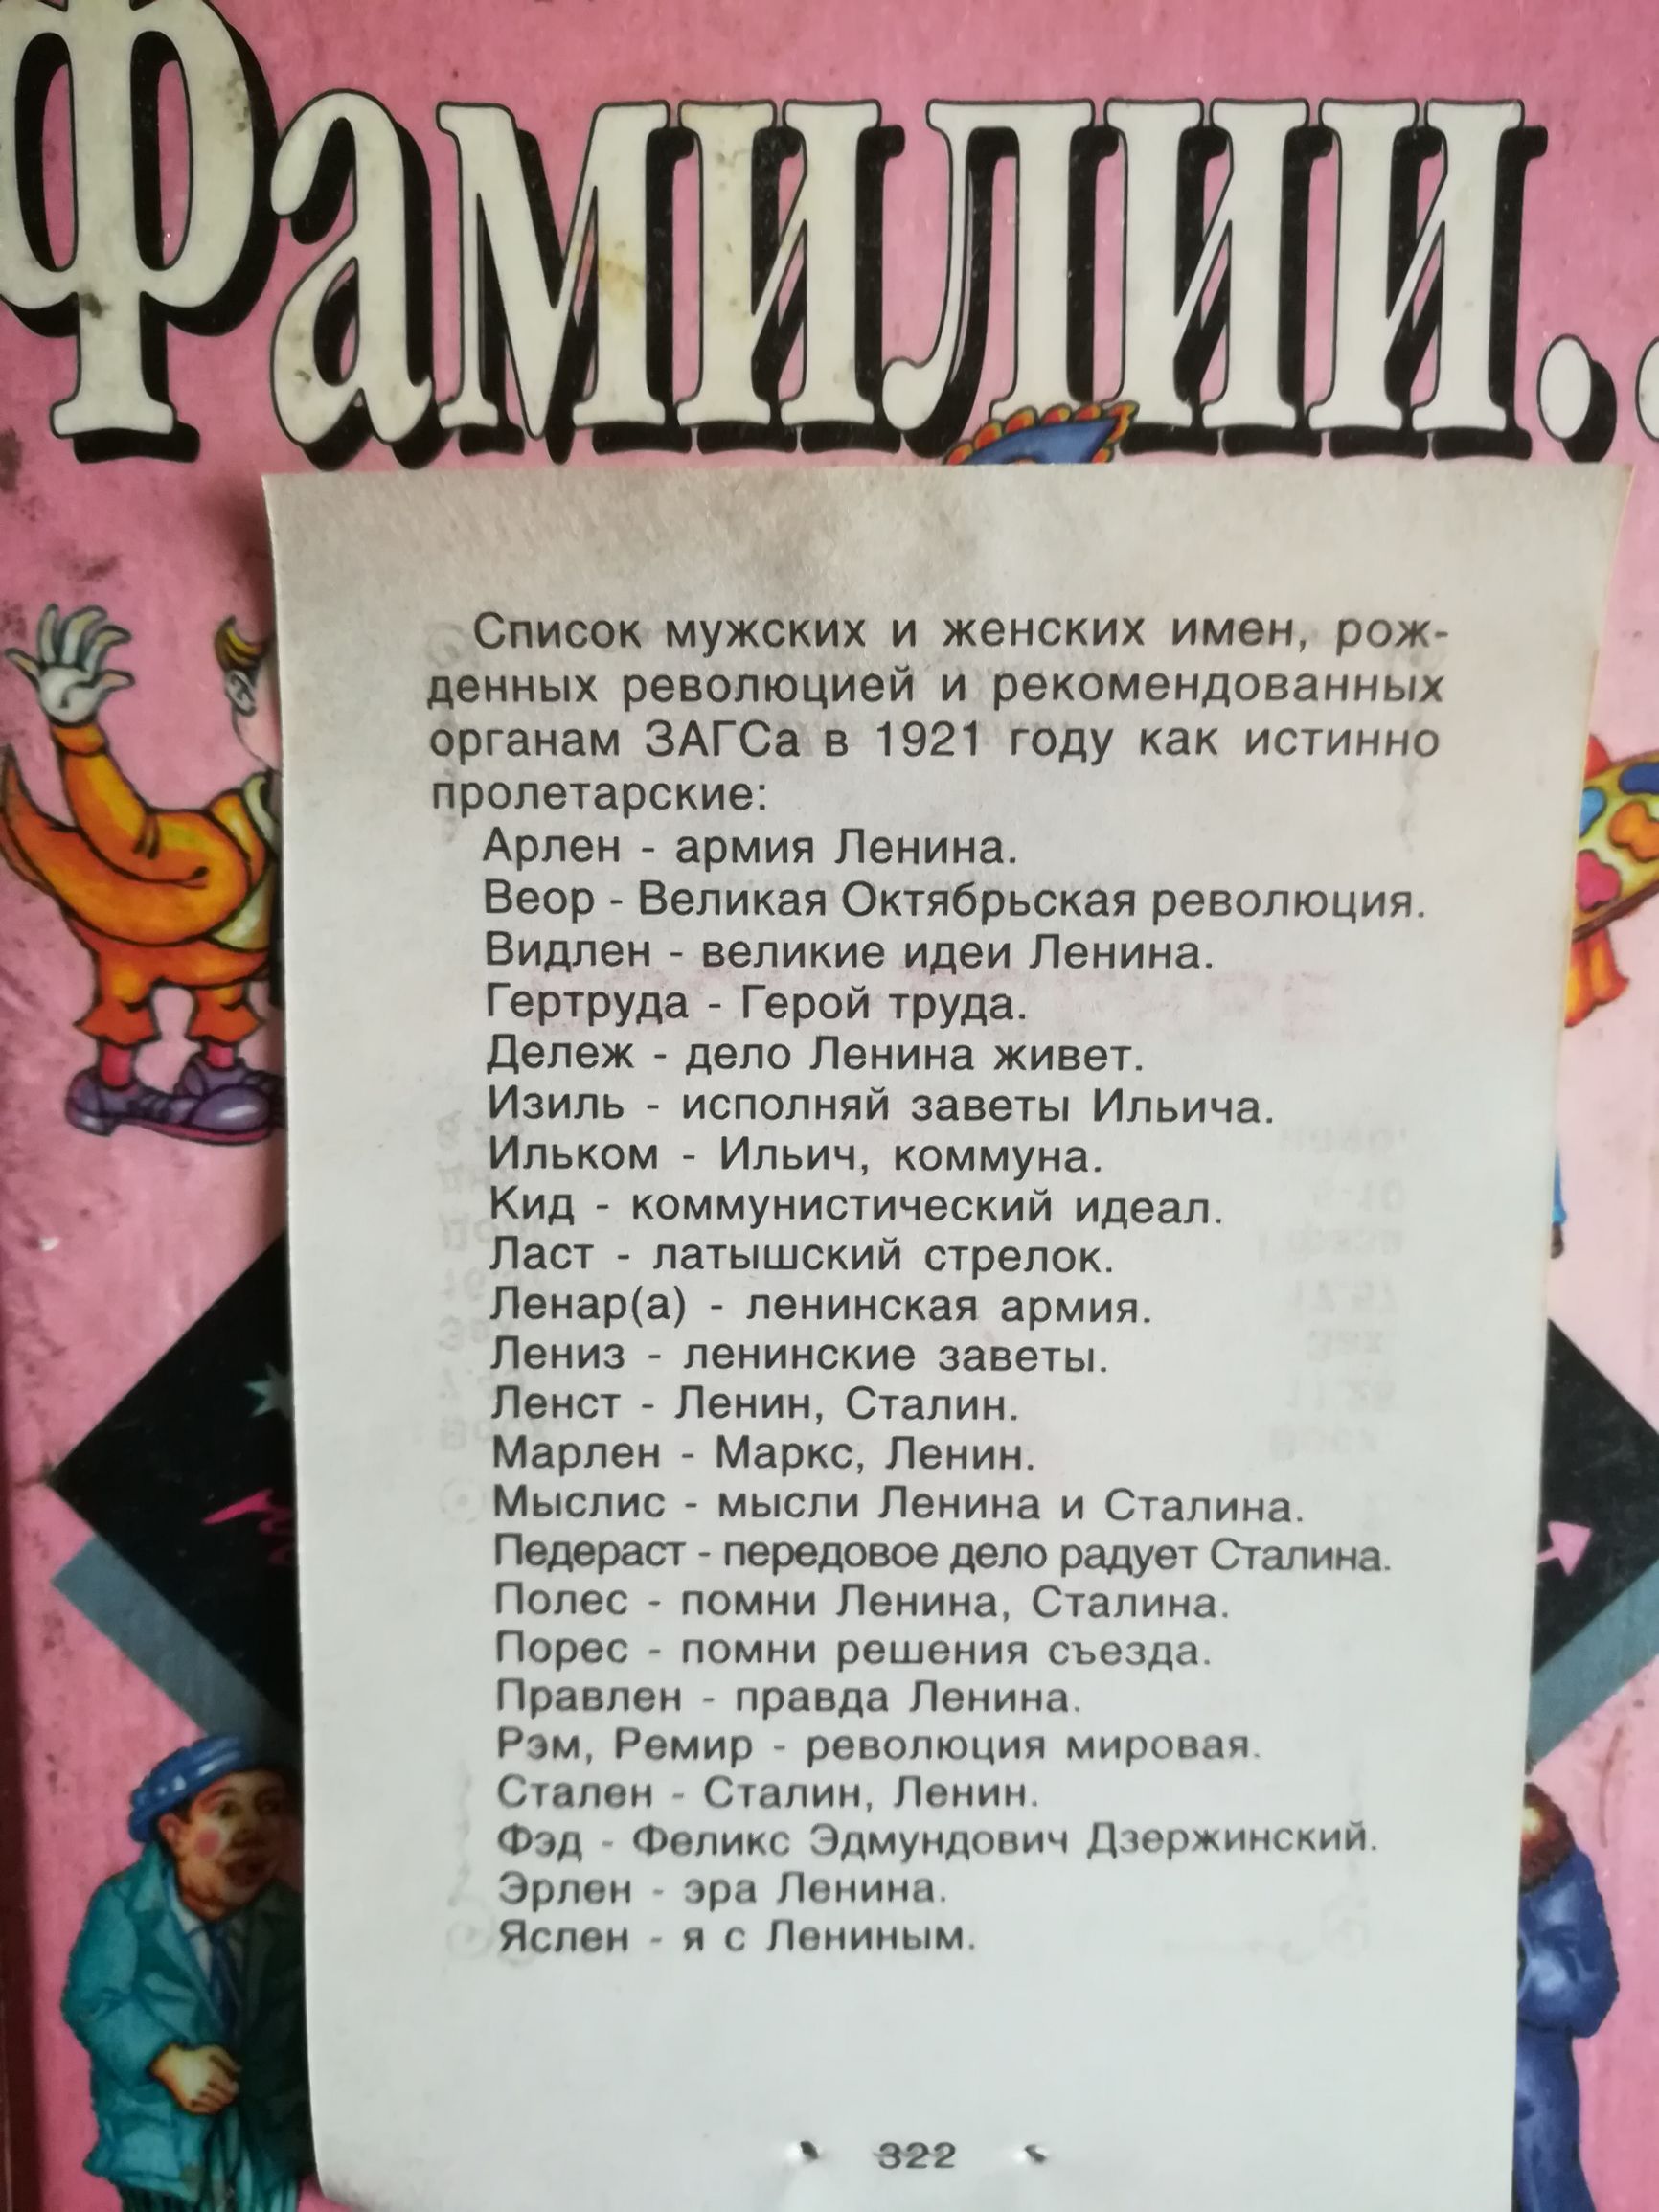 Фамилии..
Список мужских и женских имен, рож-
денных революцией и рекомендованных
органам ЗАГСа в 1921 году как истинно
пролетарские:
Арлен - армия Ленина.
Веор - Великая Октябрьская революция.
Видлен - великие идеи Ленина.
Гертруда - Герой труда.
Дележ - дело Ленина живет.
Изиль - исполняй заветы Ильича.
Ильком - Ильич, коммуна.
Кид - коммунистический идеал.
Ласт - латышский стрелок.
Ленар(а) - ленинская армия.
Лениз - ленинские заветы.
Ленст - Ленин, Сталин.
Марлен - Маркс, Ленин.
Мыслис - мысли Ленина и Сталина.
Педераст - передовое дело радует Сталина.
Полес - помни Ленина, Сталина.
Порес - помни решения съезда.
Правлен - правда Ленина.
Рэм, Ремир - революция мировая.
Стален - Сталин, Ленин.
Фэд - Феликс Эдмундович Дзержинский.
Эрлен - эра Ленина.
Яслен - я с Лениным.
322